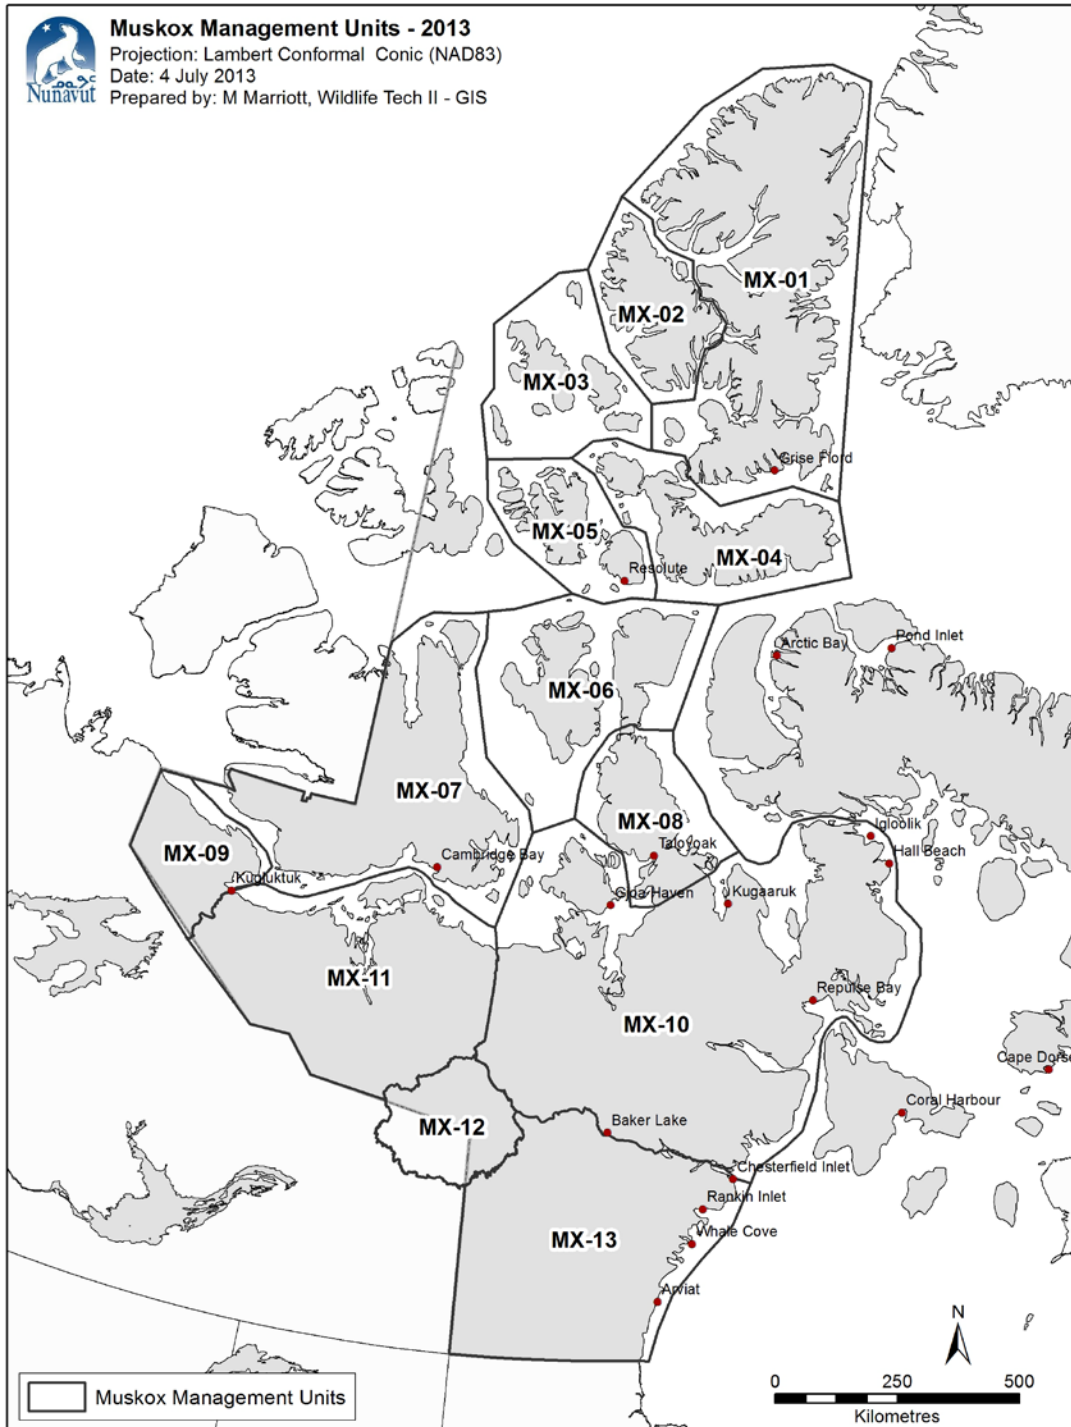 Muskox Management Units - 2013
Projection: Lambert Conformal Conic (NAD83)
Date: 4 July 2013
Prepared by: M Marriott, Wildlife Tech II - GIS
ᓄᓇᕗᑦ
Nunavut
MX-01
MX-02
MX-03
Grise Fiord
MX-05
MX-04
Resolute
Pond Inlet
Arctic Bay
MX-06
MX-07
MX-08
Igloolik
MX-09
Cambridge Bay
Taloyoak
Hall Beach
Kugluktuk
Gjoa Haven
Kugaaruk
MX-11
Repulse Bay
MX-10
Cape Dorse
Coral Harbour
MX-12
Baker Lake
Chesterfield Inlet
Rankin Inlet
Whale Cove
MX-13
Arviat
N
Muskox Management Units
0 250 500
Kilometres